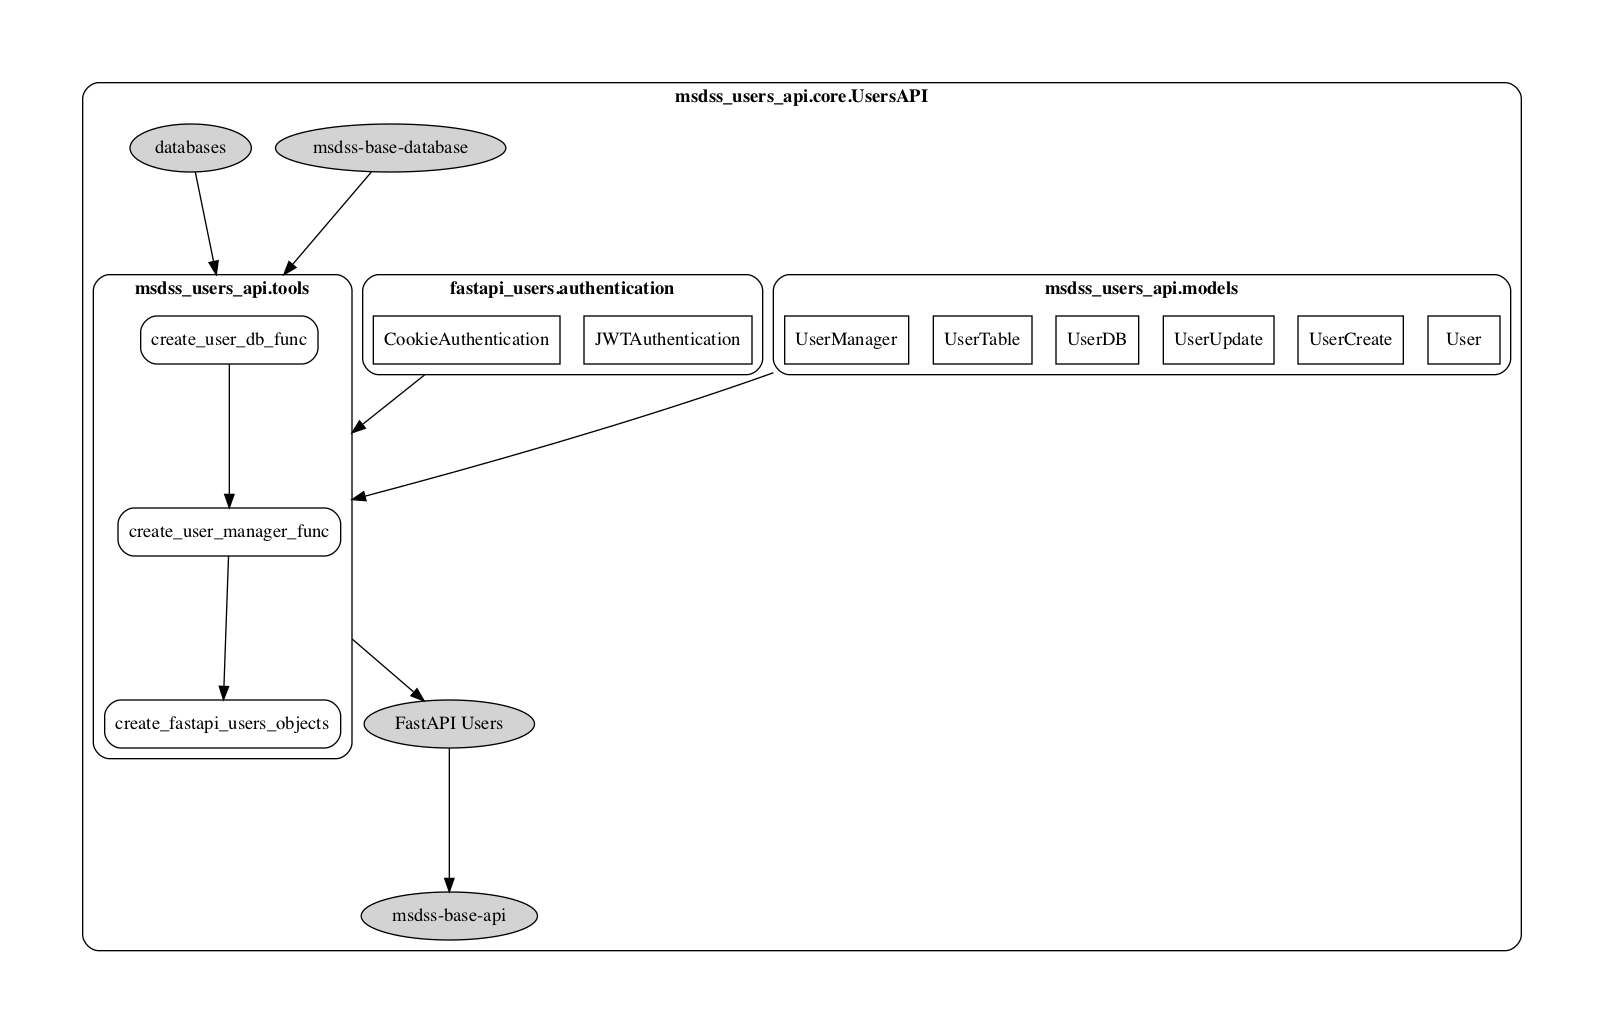 msdss_users_api.core.UsersAPI
databases
msdss-base-database
msdss_users_api.tools
fastapi_users.authentication
msdss_users_api.models
create_user_db_func
CookieAuthentication
JWTAuthentication
UserManager
UserTable
UserDB
UserUpdate
UserCreate
User
create_user_manager_func
create_fastapi_users_objects
FastAPI Users
msdss-base-api